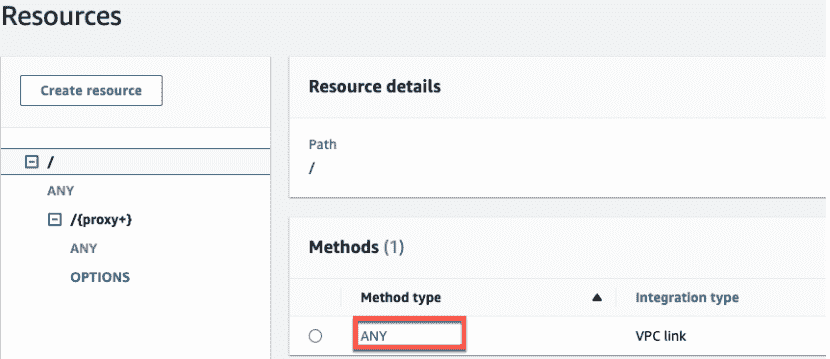 Resources
Create resource
/
ANY
/{proxy+}
ANY
OPTIONS
Resource details
Path
/
Methods (1)
Method type Integration type
ANY VPC link